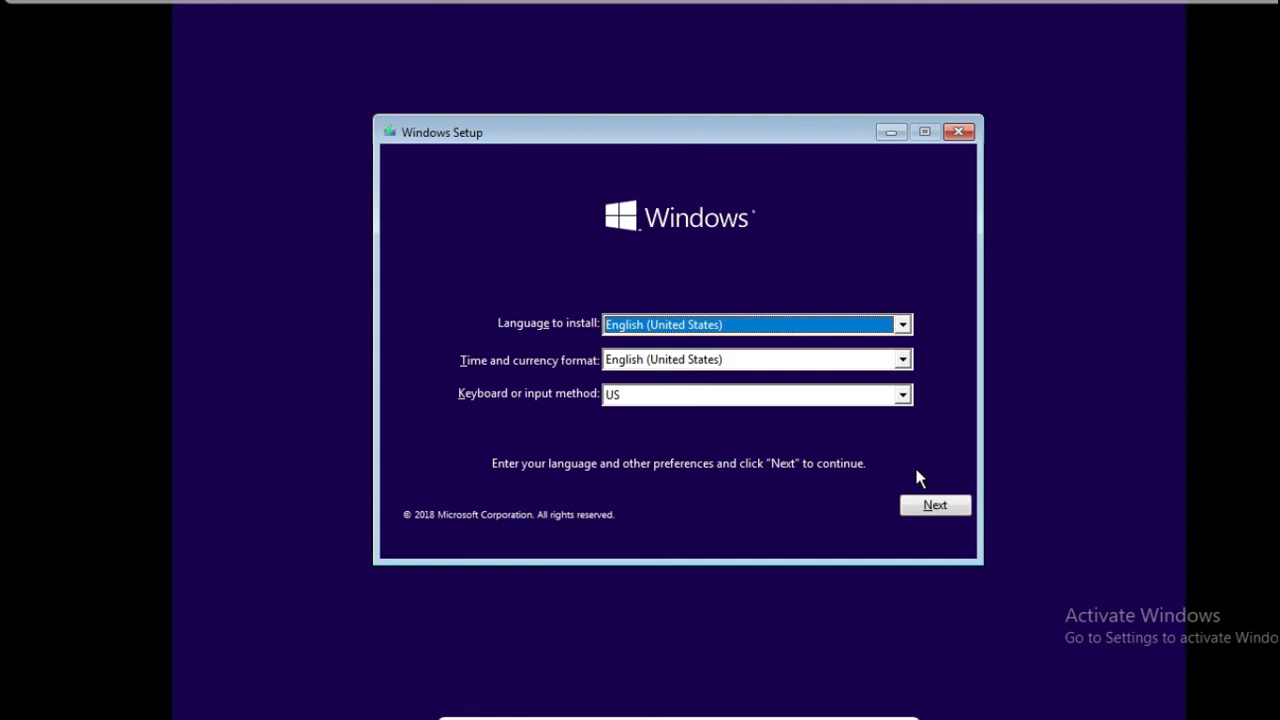 Windows Setup
Windows
Language to install: English (United States)
Time and currency format: English (United States)
Keyboard or input method: US
Enter your language and other preferences and click "Next" to continue.
Next
© 2018 Microsoft Corporation. All rights reserved.
Activate Windows
Go to Settings to activate Windo